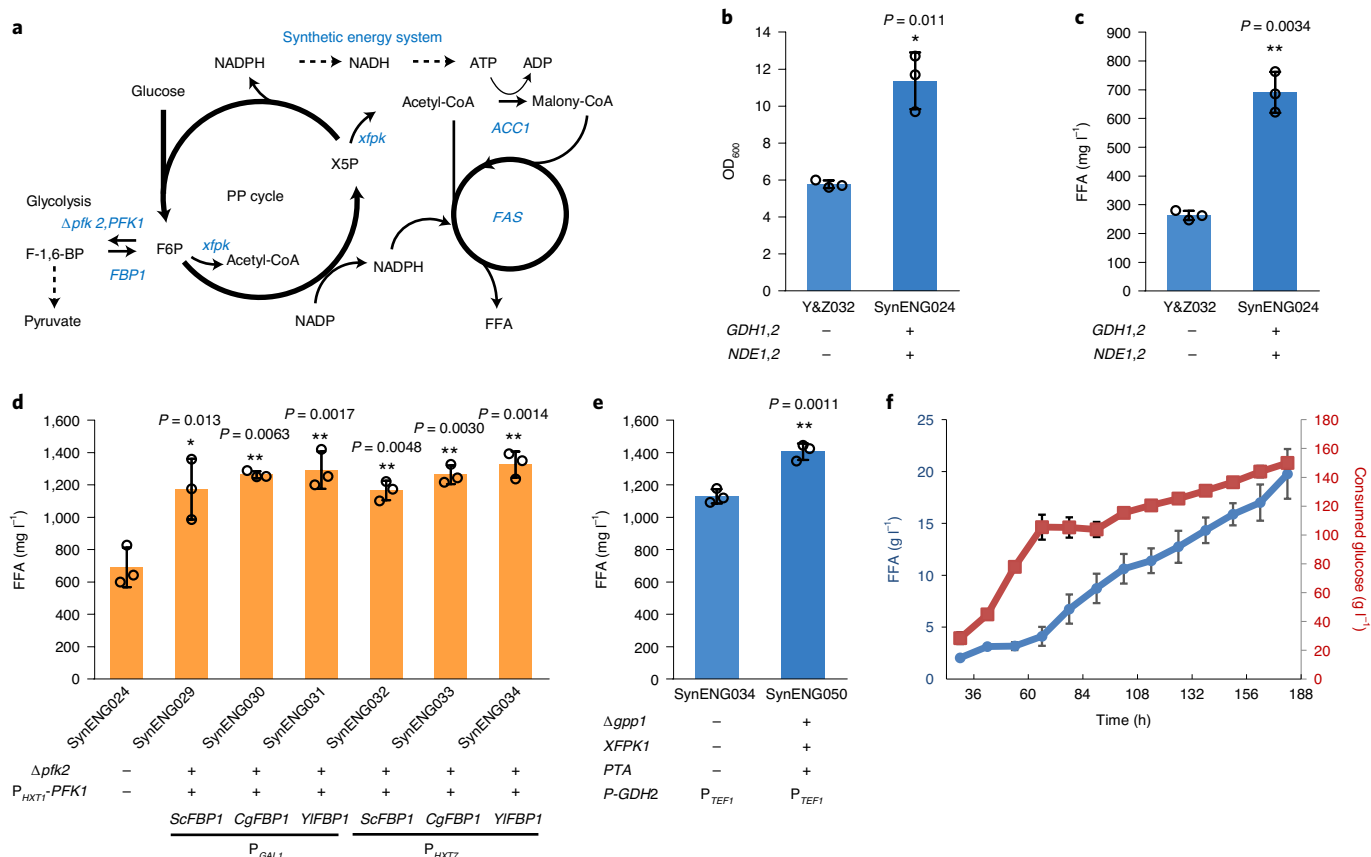 a
Synthetic energy system
NADPH
NADH
ATP
ADP
Glucose
Acetyl-CoA
Malony-CoA
xfpk
ACC1
X5P
Glycolysis
PP cycle
FAS
Δpfk 2,PFK1
F-1,6-BP
F6P
xfpk
Acetyl-CoA
NADPH
FBP1
Pyruvate
NADP
FFA
b
P = 0.011
*
14
12
10
8
6
4
2
0
OD600
Y&Z032 SynENG024
GDH1,2 – +
NDE1,2 – +
c
P = 0.0034
**
900
800
700
600
500
400
300
200
100
0
FFA (mg l−1)
Y&Z032 SynENG024
GDH1,2 – +
NDE1,2 – +
d
1,600
1,400
1,200
1,000
800
600
400
200
0
FFA (mg l−1)
P = 0.013
*
P = 0.0063
**
P = 0.0017
**
P = 0.0048
**
P = 0.0030
**
P = 0.0014
**
SynENG024
SynENG029
SynENG030
SynENG031
SynENG032
SynENG033
SynENG034
Δpfk2 – + + + + + +
PHXT1-PFK1 – + + + + + +
ScFBP1 CgFBP1 YlFBP1 ScFBP1 CgFBP1 YlFBP1
PGAL1 PHXT7
e
P = 0.0011
**
1,600
1,400
1,200
1,000
800
600
400
200
0
FFA (mg l−1)
SynENG034 SynENG050
Δgpp1 – +
XFPK1 – +
PTA – +
P-GDH2 PTEF1 PTEF1
f
25
20
15
10
5
0
FFA (g l−1)
180
160
140
120
100
80
60
40
20
0
Consumed glucose (g l−1)
36 60 84 108 132 156 188
Time (h)